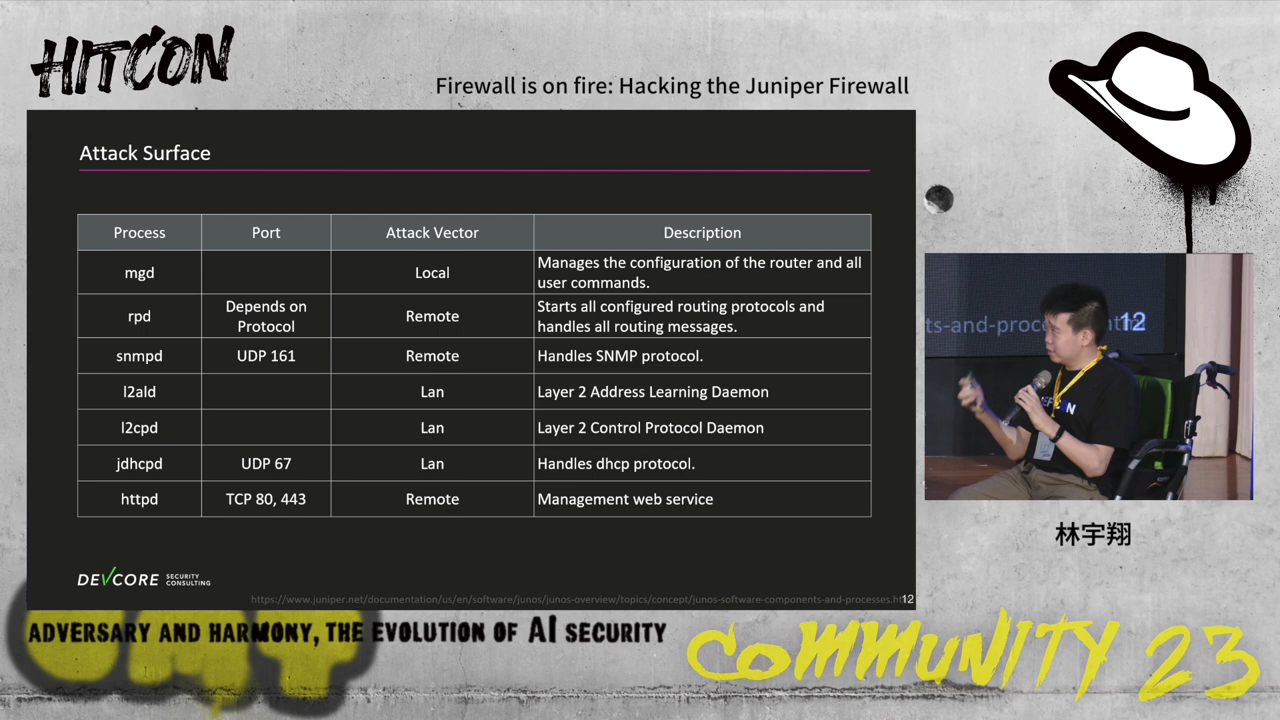 HITCON
Firewall is on fire: Hacking the Juniper Firewall
Attack Surface
Process Port Attack Vector Description
mgd Local Manages the configuration of the router and all
user commands.
rpd Depends on
Protocol Remote Starts all configured routing protocols and
handles all routing messages.
snmpd UDP 161 Remote Handles SNMP protocol.
l2ald Lan Layer 2 Address Learning Daemon
l2cpd Lan Layer 2 Control Protocol Daemon
jdhcpd UDP 67 Lan Handles dhcp protocol.
httpd TCP 80, 443 Remote Management web service
DEVCORE SECURITY
CONSULTING
https://www.juniper.net/documentation/us/en/software/junos/junos-overview/topics/concept/junos-software-components-and-processes.ht
12
ts-and-proc
12
林宇翔
CMT
ADVERSARY AND HARMONY, THE EVOLUTION OF AI SECURITY
COMMUNITY 23